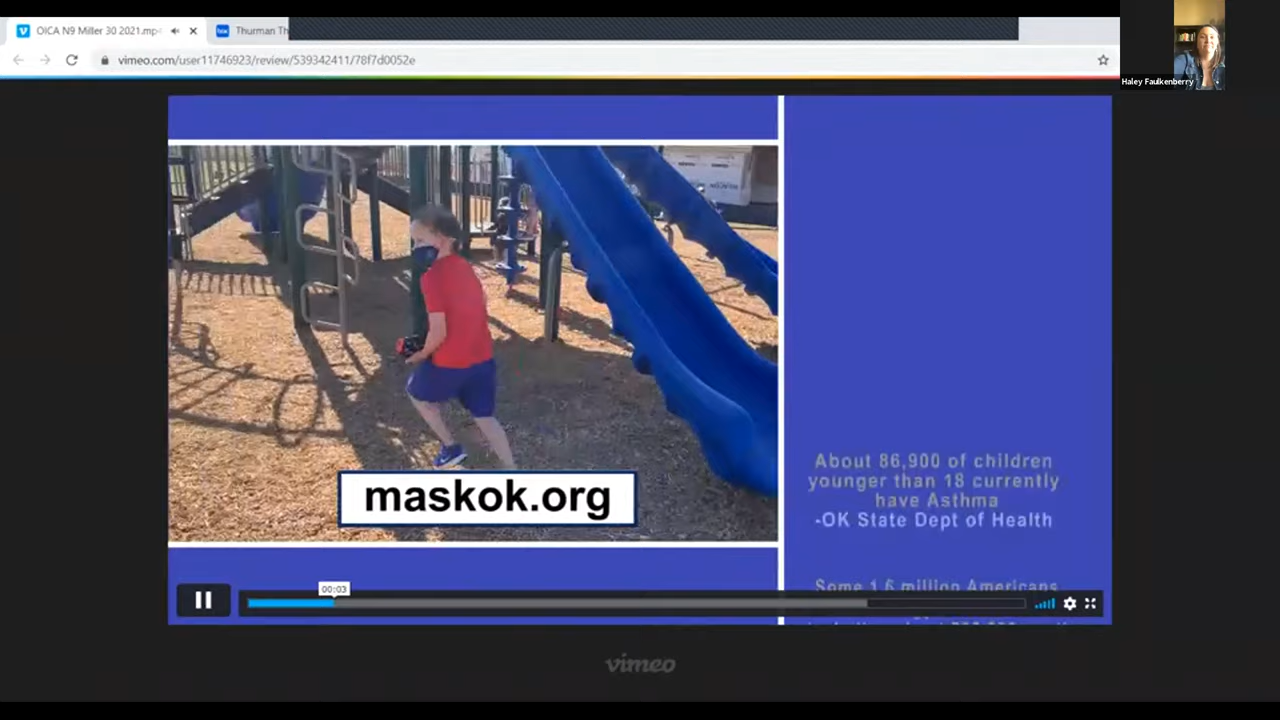 OICA N9 Miller 30 2021.mp4
Thurman Th
vimeo.com/user11746923/review/539342411/78f7d0052e
Haley Faulkenberry
maskok.org
About 86,900 of children
younger than 18 currently
have Asthma
-OK State Dept of Health
Some 1.6 million Americans
00:03
vimeo